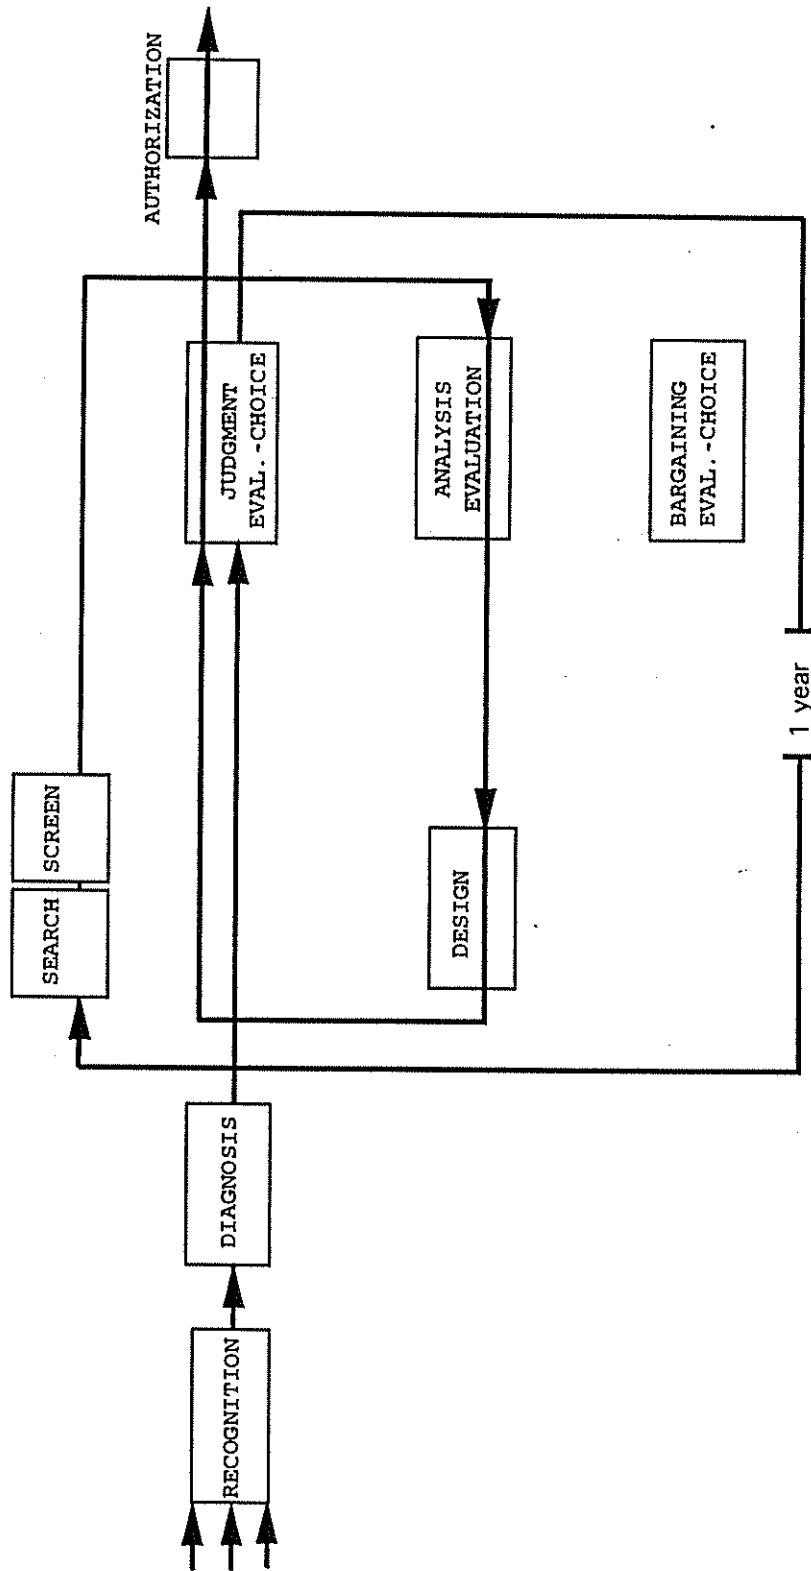 RECOGNITION
DIAGNOSIS
SEARCH
SCREEN
DESIGN
JUDGMENT
EVAL.-CHOICE
ANALYSIS
EVALUATION
BARGAINING
EVAL.-CHOICE
AUTHORIZATION
1 year